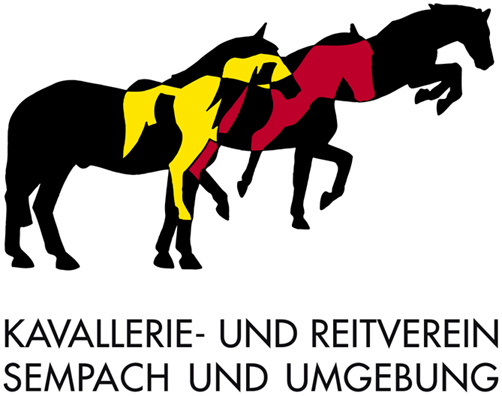 KAVALLERIE- UND REITVEREIN
SEMPACH UND UMGEBUNG